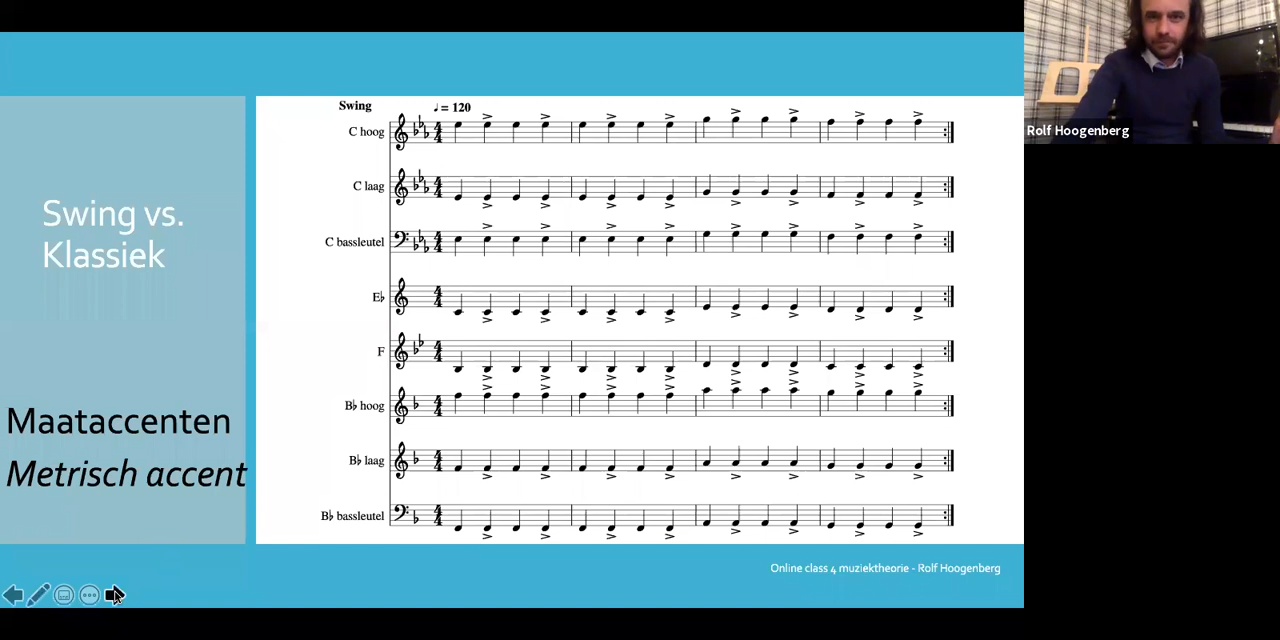 Swing vs.
Klassiek
Maataccenten
Metrisch accent
Swing ♩ = 120
C hoog
C laag
C bassleutel
E♭
F
B♭ hoog
B♭ laag
B♭ bassleutel
Online class 4 muziektheorie - Rolf Hoogenberg
Rolf Hoogenberg